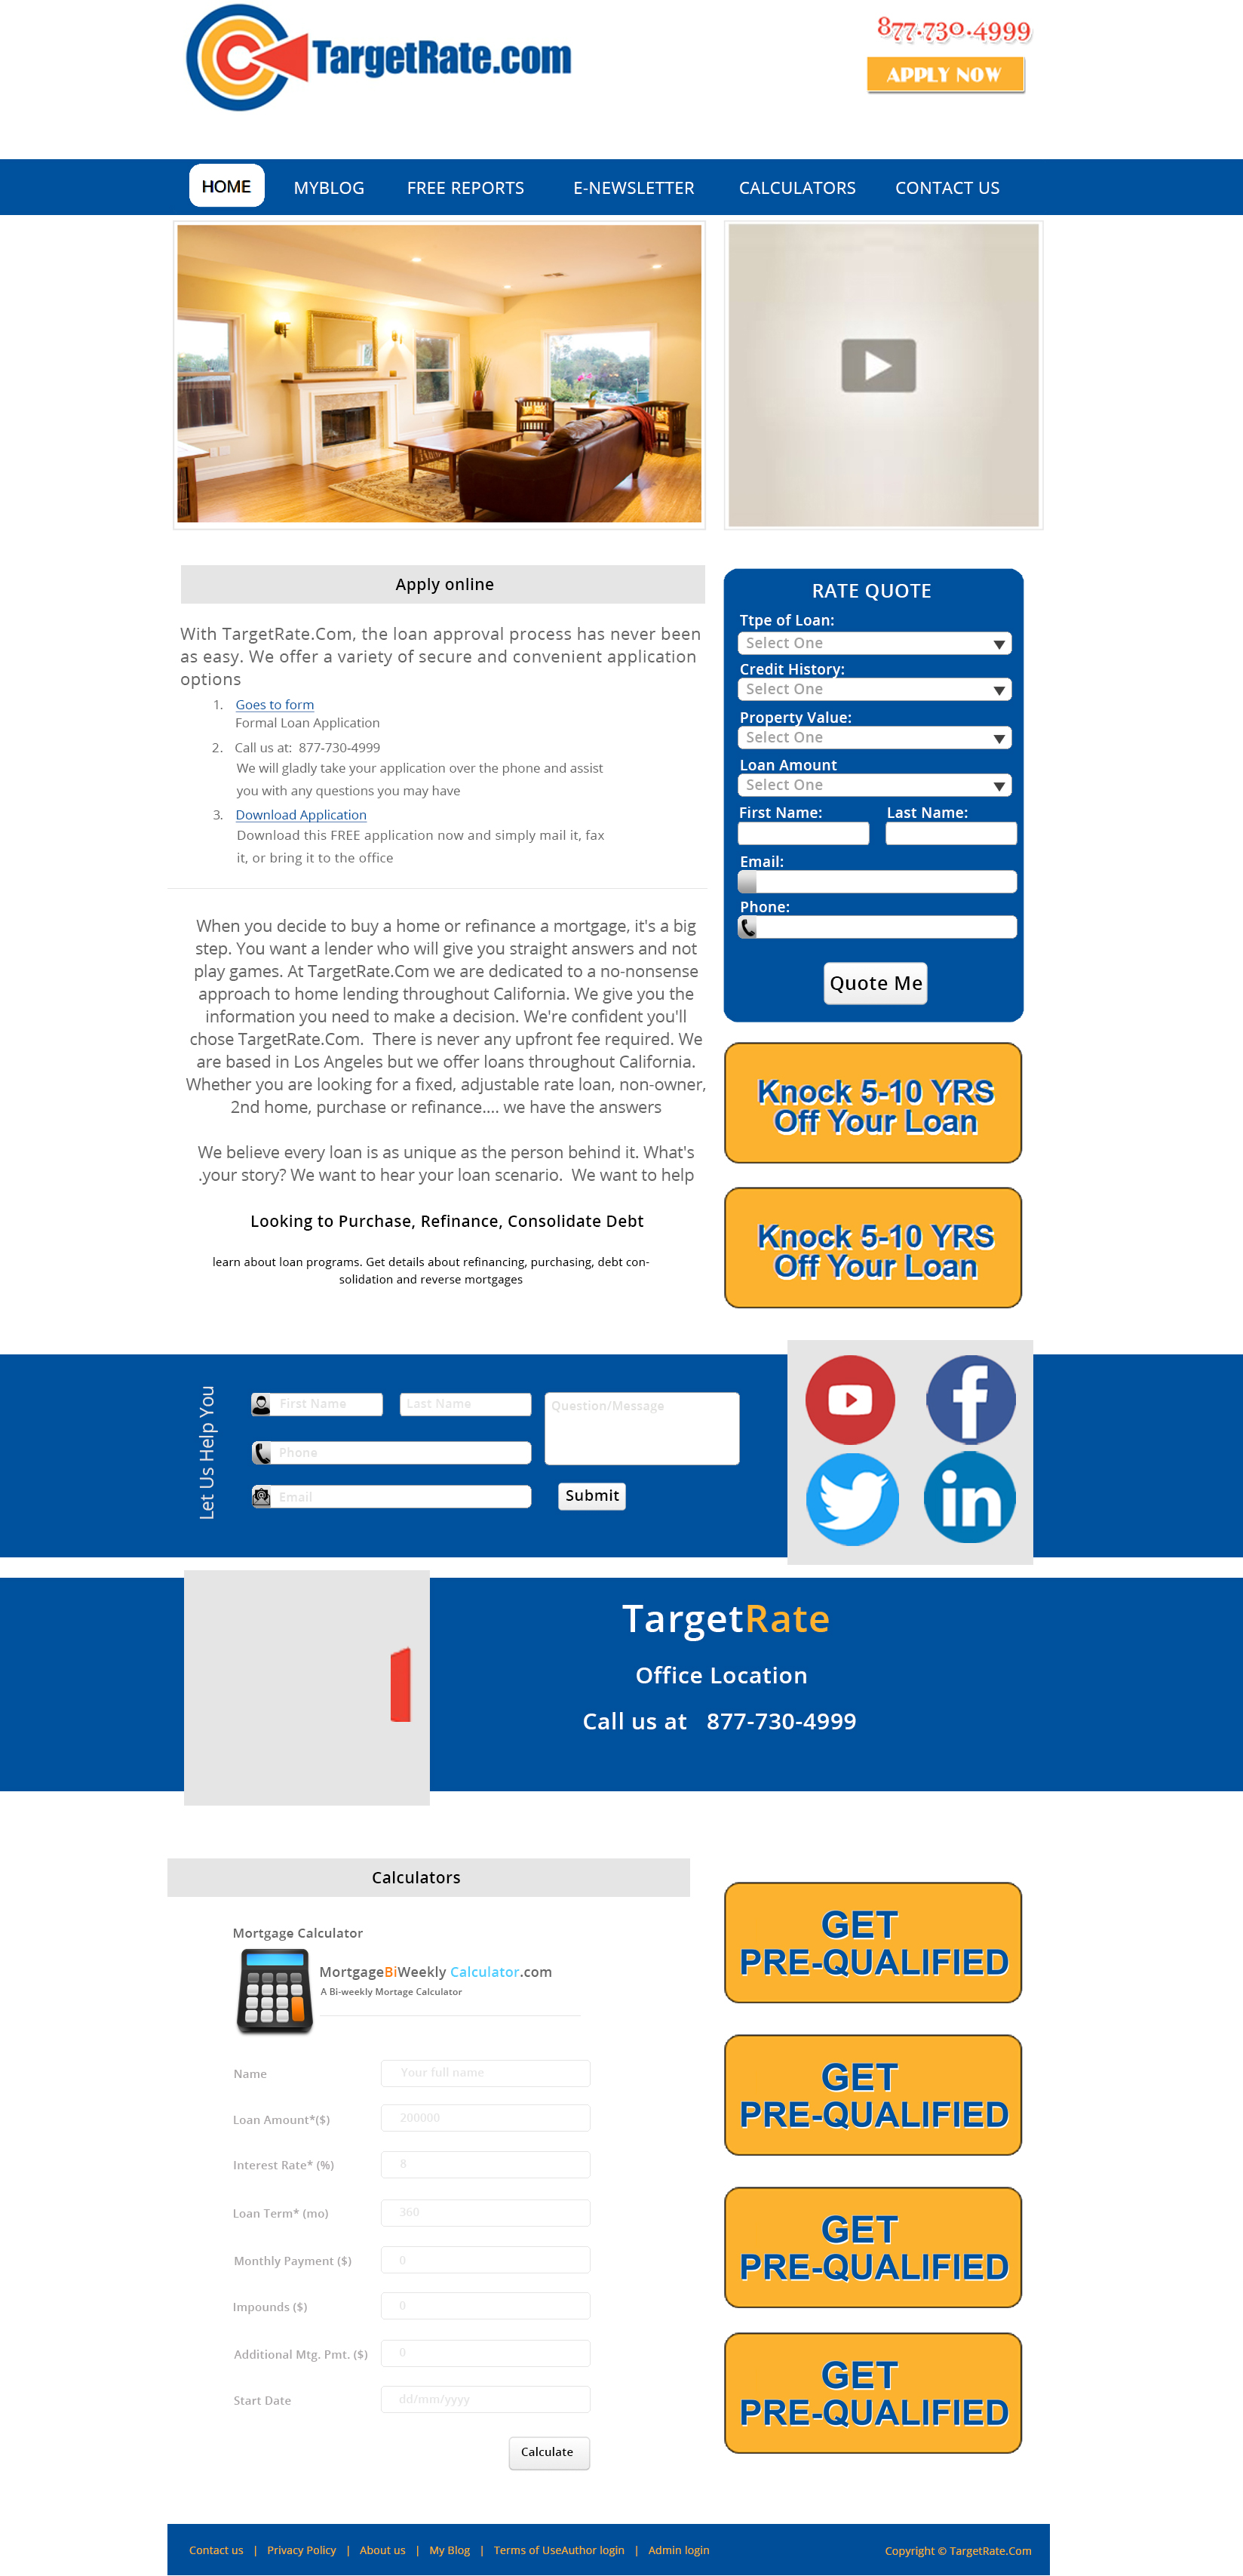 TargetRate.com
877.730.4999
APPLY NOW
HOME MYBLOG FREE REPORTS E-NEWSLETTER CALCULATORS CONTACT US
Apply online
With TargetRate.Com, the loan approval process has never been
as easy. We offer a variety of secure and convenient application
options
1. Goes to form
Formal Loan Application
2. Call us at: 877-730-4999
We will gladly take your application over the phone and assist
you with any questions you may have
3. Download Application
Download this FREE application now and simply mail it, fax
it, or bring it to the office
When you decide to buy a home or refinance a mortgage, it's a big
step. You want a lender who will give you straight answers and not
play games. At TargetRate.Com we are dedicated to a no-nonsense
approach to home lending throughout California. We give you the
information you need to make a decision. We're confident you'll
chose TargetRate.Com. There is never any upfront fee required. We
are based in Los Angeles but we offer loans throughout California.
Whether you are looking for a fixed, adjustable rate loan, non-owner,
2nd home, purchase or refinance.... we have the answers
We believe every loan is as unique as the person behind it. What's
.your story? We want to hear your loan scenario. We want to help
Looking to Purchase, Refinance, Consolidate Debt
learn about loan programs. Get details about refinancing, purchasing, debt con-
solidation and reverse mortgages
RATE QUOTE
Ttpe of Loan:
Select One
Credit History:
Select One
Property Value:
Select One
Loan Amount
Select One
First Name: Last Name:
Email:
Phone:
Quote Me
Knock 5-10 YRS
Off Your Loan
Knock 5-10 YRS
Off Your Loan
Let Us Help You
First Name Last Name
Phone
Email
Question/Message
Submit
f
in
TargetRate
Office Location
Call us at 877-730-4999
Calculators
Mortgage Calculator
MortgageBiWeekly Calculator.com
A Bi-weekly Mortage Calculator
Name Your full name
Loan Amount*($) 200000
Interest Rate* (%) 8
Loan Term* (mo) 360
Monthly Payment ($) 0
Impounds ($) 0
Additional Mtg. Pmt. ($) 0
Start Date dd/mm/yyyy
Calculate
GET
PRE-QUALIFIED
GET
PRE-QUALIFIED
GET
PRE-QUALIFIED
GET
PRE-QUALIFIED
Contact us | Privacy Policy | About us | My Blog | Terms of UseAuthor login | Admin login
Copyright © TargetRate.Com